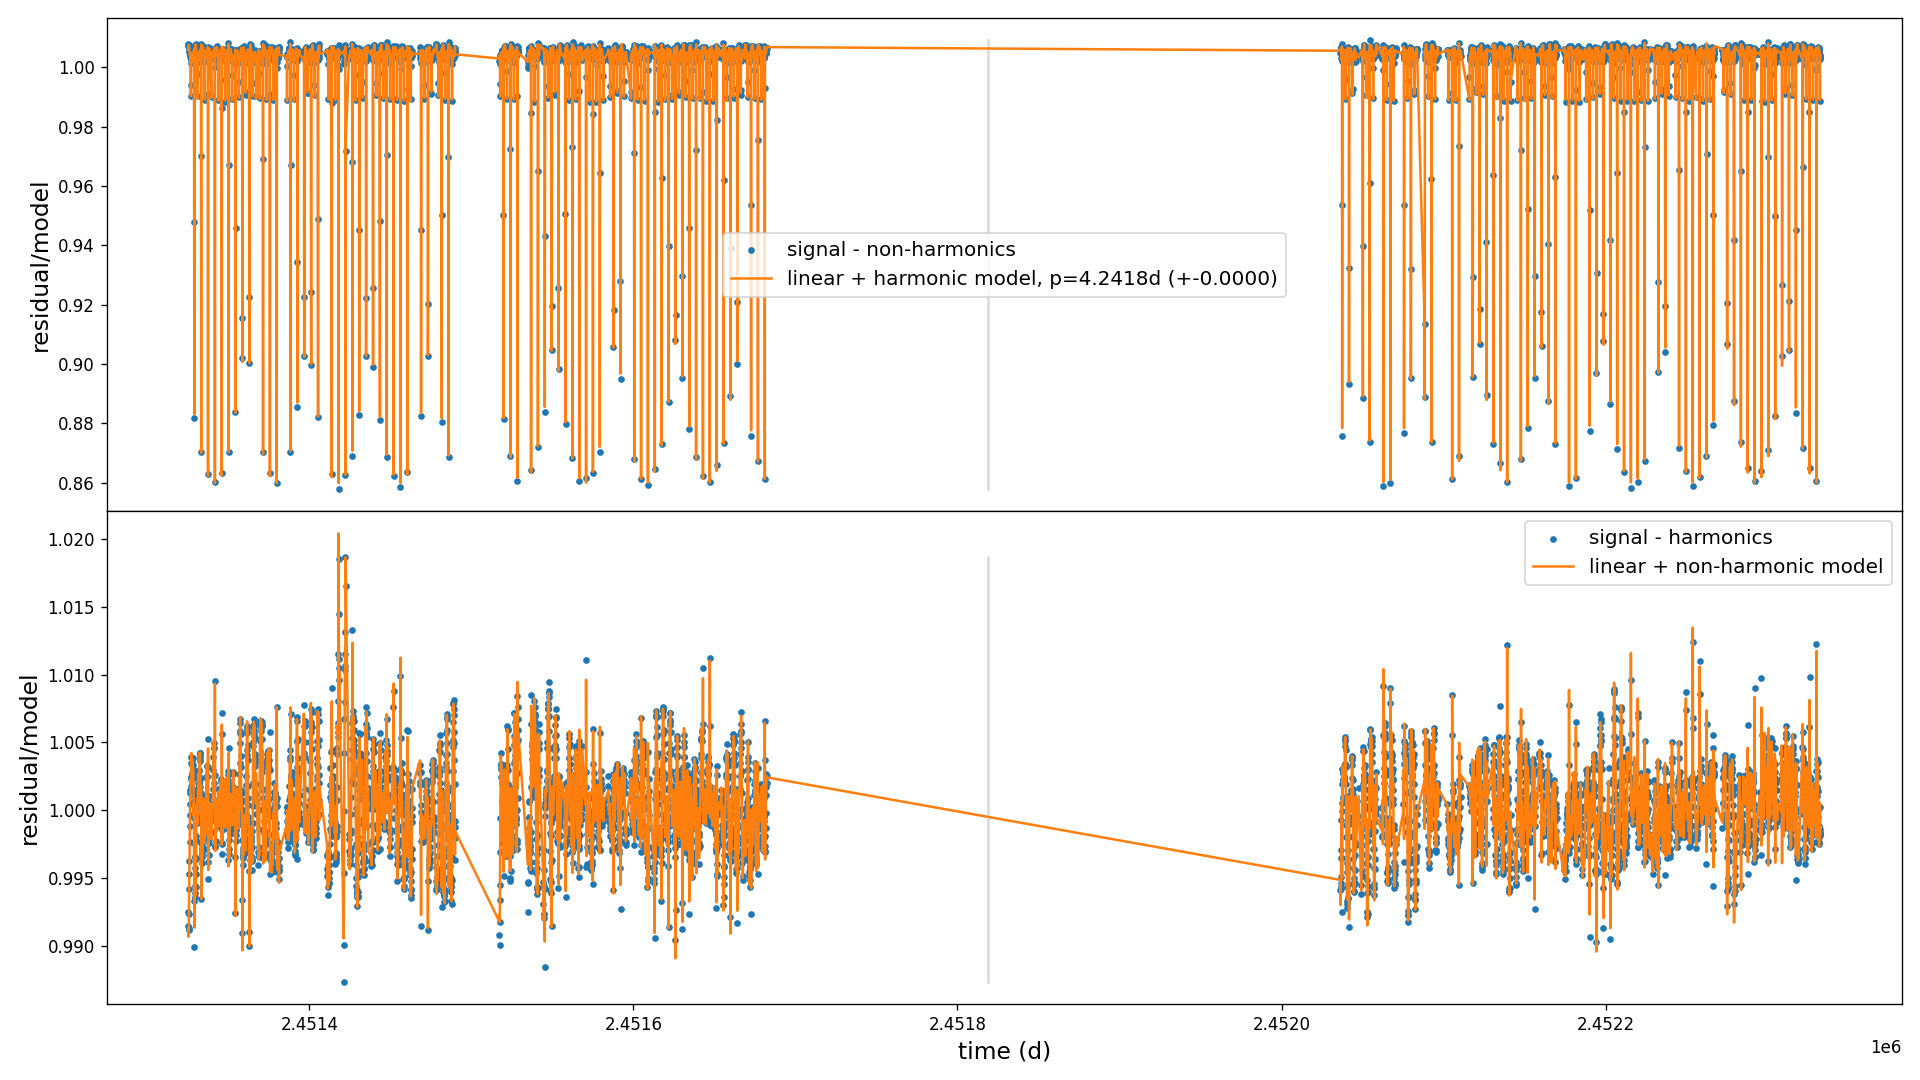 residual/model
1.00
0.98
0.96
0.94
0.92
0.90
0.88
0.86
signal - non-harmonics
linear + harmonic model, p=4.2418d (+-0.0000)
residual/model
1.020
1.015
1.010
1.005
1.000
0.995
0.990
signal - harmonics
linear + non-harmonic model
2.4514 2.4516 2.4518 2.4520 2.4522
time (d)
1e6